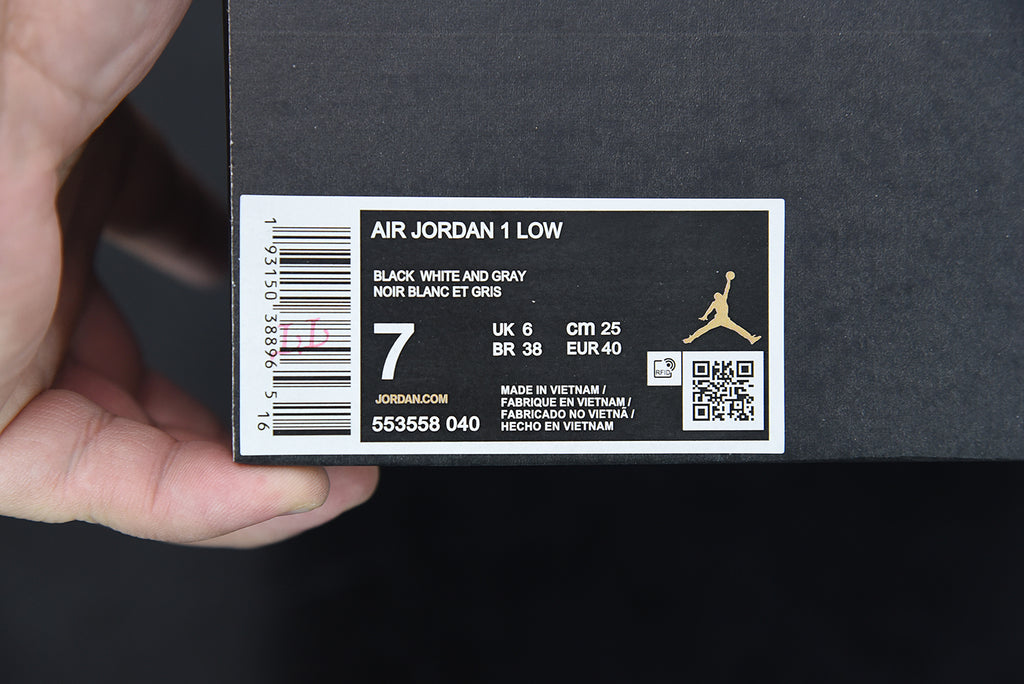 AIR JORDAN 1 LOW
BLACK  WHITE AND GRAY
NOIR BLANC ET GRIS
7
UK 6 cm 25
BR 38 EUR 40
JORDAN.COM
553558 040
MADE IN VIETNAM /
FABRIQUE EN VIETNAM /
FABRICADO NO VIETNÃ /
HECHO EN VIETNAM
RFID
1 93150 38896 5 16
LL